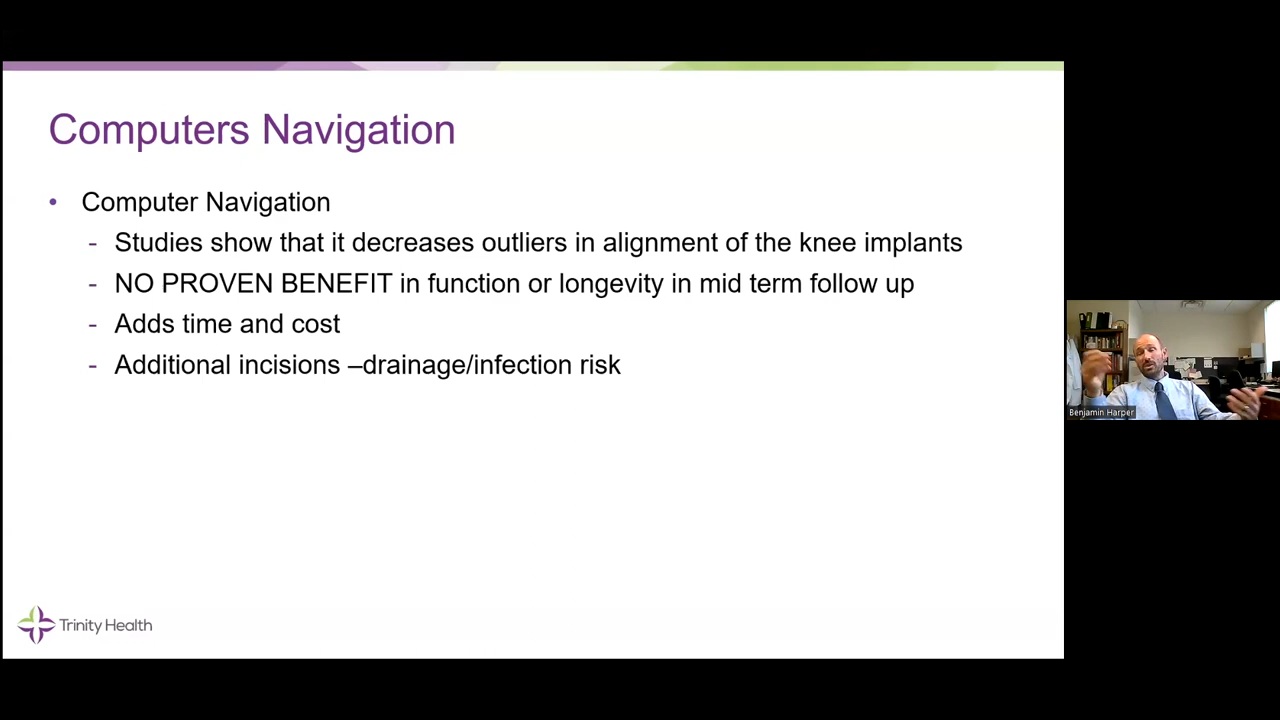 Computers Navigation
• Computer Navigation
- Studies show that it decreases outliers in alignment of the knee implants
- NO PROVEN BENEFIT in function or longevity in mid term follow up
- Adds time and cost
- Additional incisions –drainage/infection risk
Benjamin Harper
Trinity Health